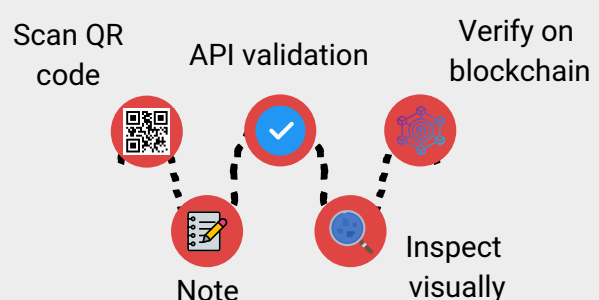 Scan QR
code
Note
API validation
Inspect
visually
Verify on
blockchain